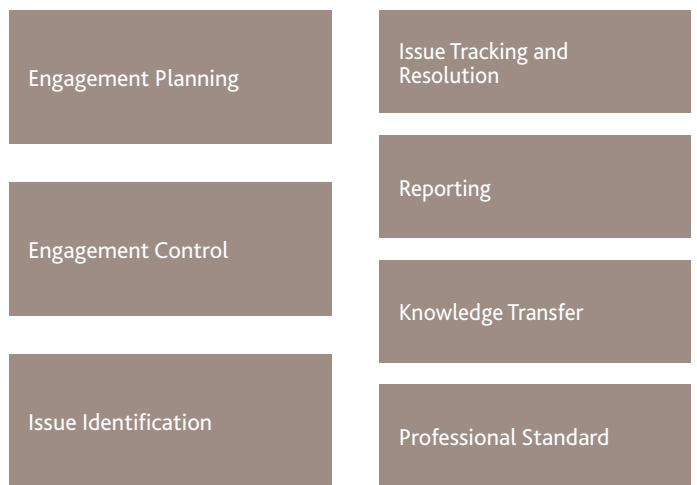 Engagement Planning
Engagement Control
Issue Identification
Issue Tracking and
Resolution
Reporting
Knowledge Transfer
Professional Standard